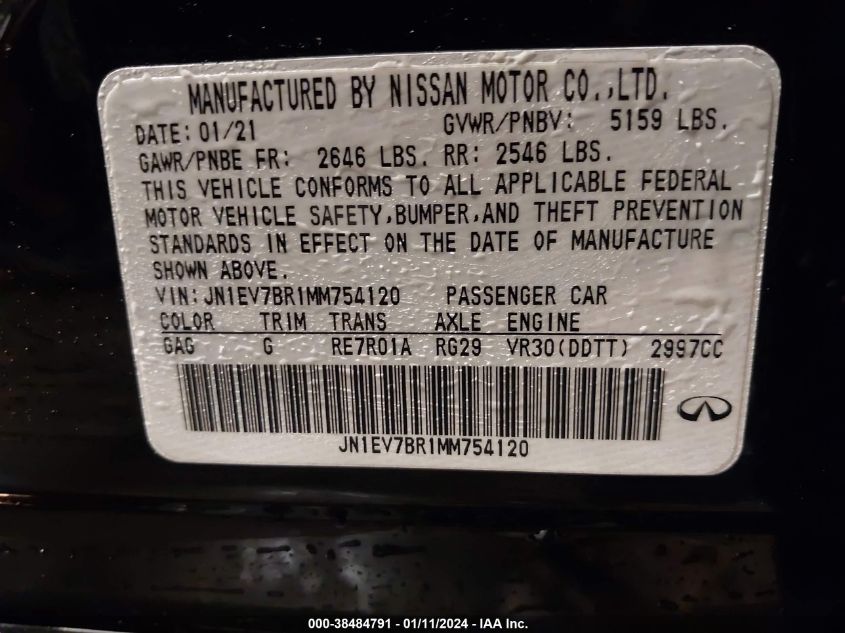 MANUFACTURED BY NISSAN MOTOR CO.,LTD.
DATE: 01/21 GVWR/PNBV: 5159 LBS.
GAWR/PNBE FR: 2646 LBS. RR: 2546 LBS.
THIS VEHICLE CONFORMS TO ALL APPLICABLE FEDERAL
MOTOR VEHICLE SAFETY,BUMPER,AND THEFT PREVENTION
STANDARDS IN EFFECT ON THE DATE OF MANUFACTURE
SHOWN ABOVE.
VIN: JN1EV7BR1MM754120 PASSENGER CAR
COLOR TRIM TRANS AXLE ENGINE
GAG G RE7R01A RG29 VR30(DDTT) 2997CC
JN1EV7BR1MM754120
000-38484791 - 01/11/2024 - IAA Inc.